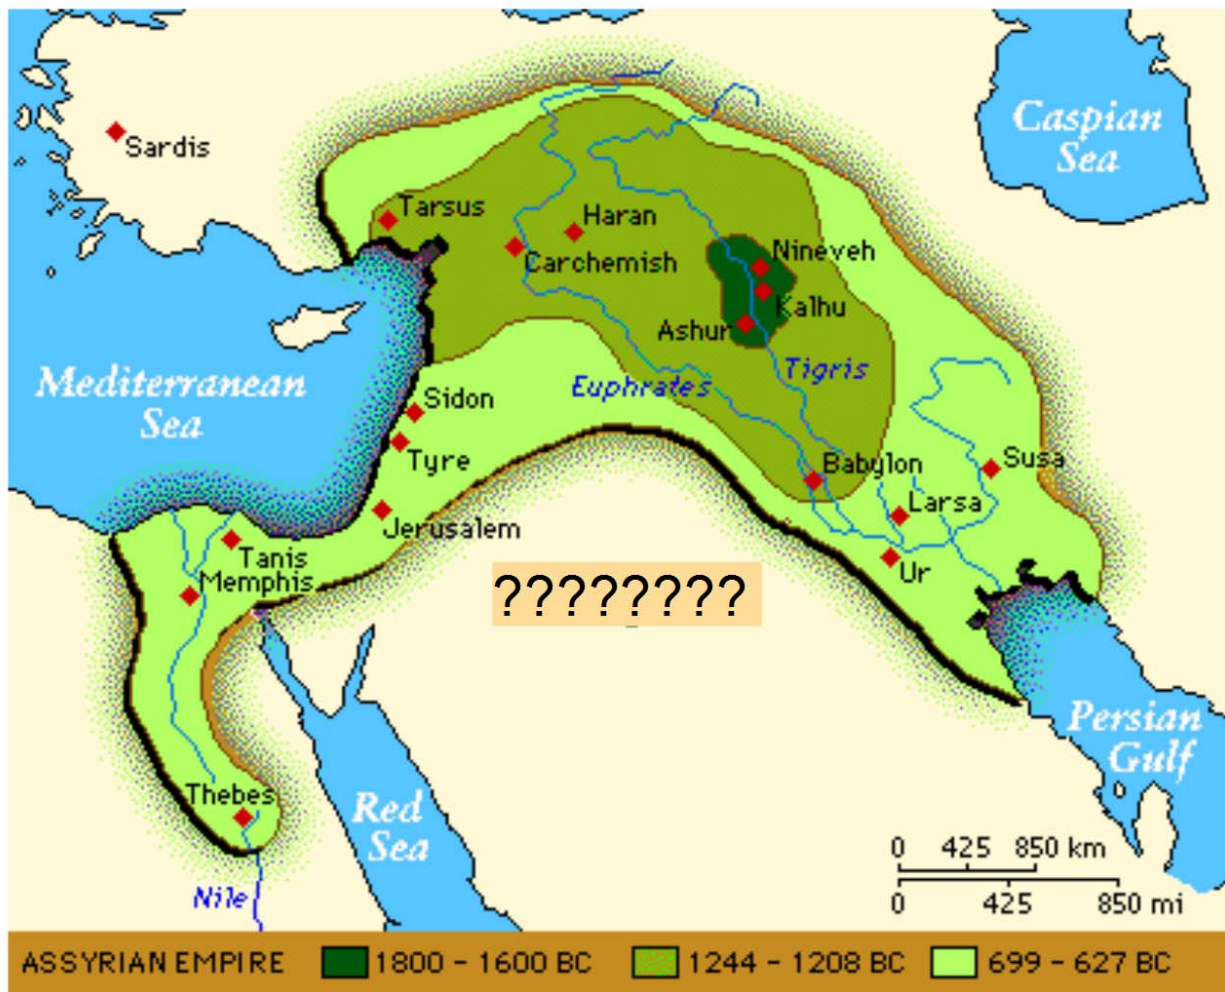 Caspian
Sea
Sardis
Tarsus
Haran
Carchemish
Nineveh
Kalhu
Ashur
Tigris
Euphrates
Mediterranean
Sea
Sidon
Tyre
Babylon
Susa
Larsa
Jerusalem
Tanis
Memphis
Ur
????????
Persian
Gulf
Thebes
Red
Sea
Nile
0 425 850 km
0 425 850 mi
ASSYRIAN EMPIRE 1800 - 1600 BC 1244 - 1208 BC 699 - 627 BC